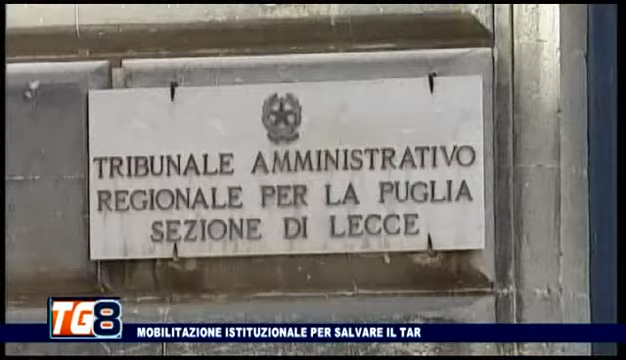 TRIBUNALE AMMINISTRATIVO
REGIONALE PER LA PUGLIA
SEZIONE DI LECCE
TG8
MOBILITAZIONE ISTITUZIONALE PER SALVARE IL TAR